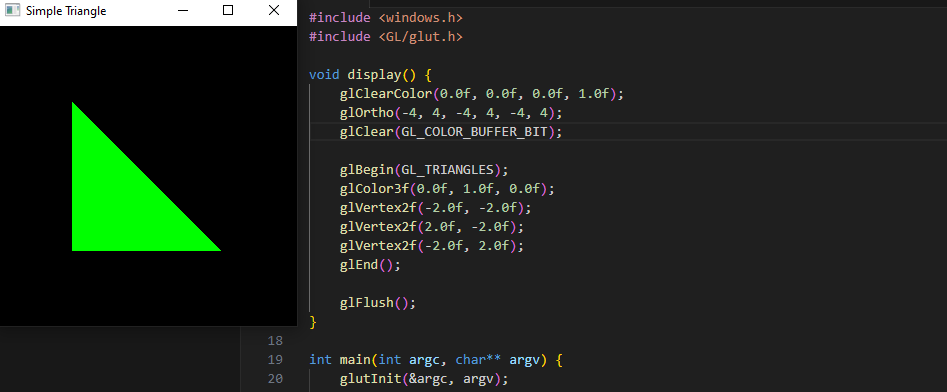 Simple Triangle
#include <windows.h>
#include <GL/glut.h>
void display() {
glClearColor(0.0f, 0.0f, 0.0f, 1.0f);
glOrtho(-4, 4, -4, 4, -4, 4);
glClear(GL_COLOR_BUFFER_BIT);
glBegin(GL_TRIANGLES);
glColor3f(0.0f, 1.0f, 0.0f);
glVertex2f(-2.0f, -2.0f);
glVertex2f(2.0f, -2.0f);
glVertex2f(-2.0f, 2.0f);
glEnd();
glFlush();
}
18
19 int main(int argc, char** argv) {
20 glutInit(&argc, argv);